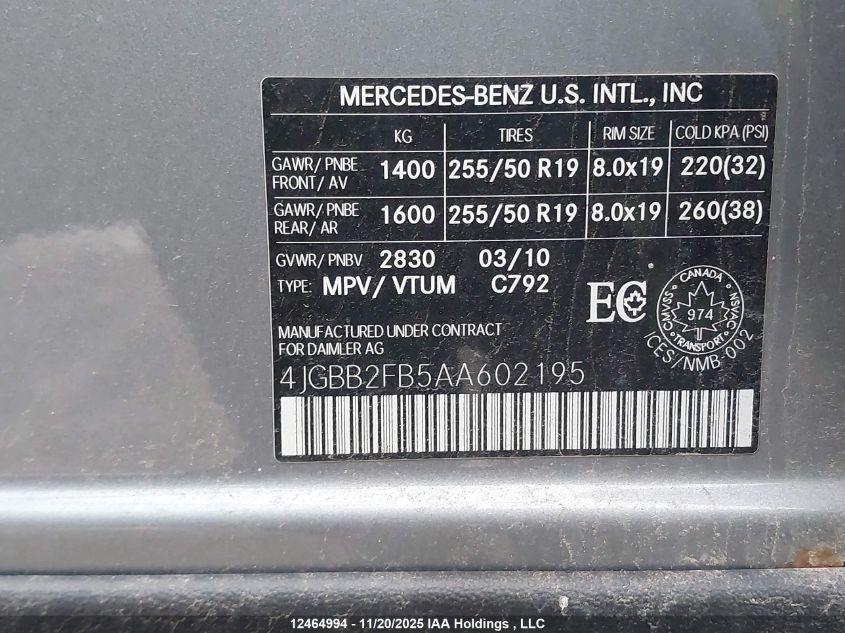 MERCEDES-BENZ U.S. INTL., INC
KG TIRES RIM SIZE COLD KPA (PSI)
GAWR/ PNBE FRONT/ AV 1400 255/50 R19 8.0x19 220(32)
GAWR/ PNBE REAR/ AR 1600 255/50 R19 8.0x19 260(38)
GVWR/ PNBV 2830 03/10
TYPE: MPV/ VTUM C792
EC
CANADA
CMVSS 974 NSVAC
TRANSPORT
ICES/NMB-002
MANUFACTURED UNDER CONTRACT
FOR DAIMLER AG
4JGBB2FB5AA602195
12464994 - 11/20/2025 IAA Holdings , LLC